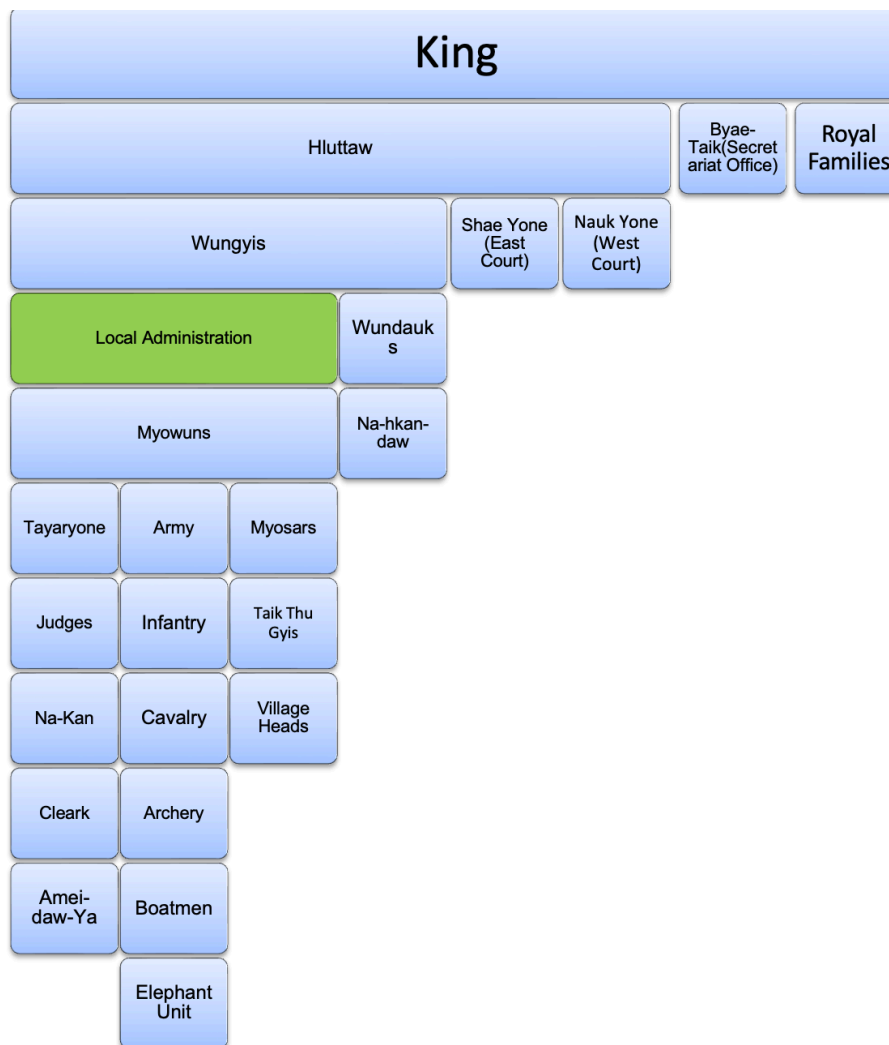 King
Hluttaw
Byae-
Taik(Secret
ariat Office)
Royal
Families
Wungyis
Shae Yone
(East
Court)
Nauk Yone
(West
Court)
Local Administration
Wundauk
s
Myowuns
Na-hkan-
daw
Tayaryone
Army
Myosars
Judges
Infantry
Taik Thu
Gyis
Na-Kan
Cavalry
Village
Heads
Cleark
Archery
Amei-
daw-Ya
Boatmen
Elephant
Unit